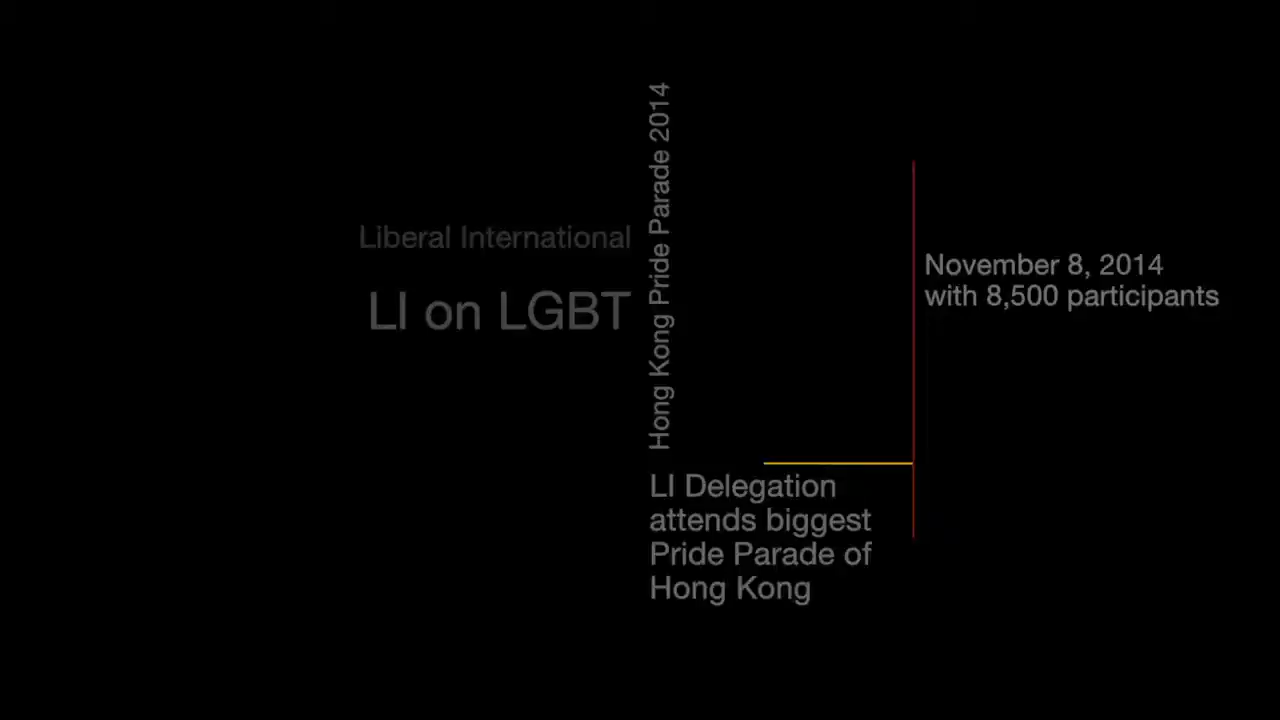 Liberal International
LI on LGBT
Hong Kong Pride Parade 2014
November 8, 2014
with 8,500 participants
LI Delegation
attends biggest
Pride Parade of
Hong Kong